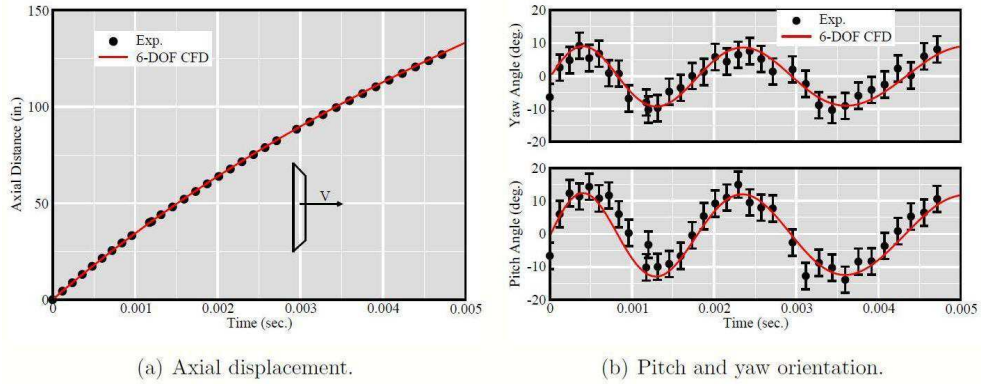 150
100
50
0
Axial Distance (in.)
Exp.
6-DOF CFD
V
0
0.001
0.002
0.003
0.004
0.005
Time (sec.)
(a) Axial displacement.
20
10
0
-10
-20
Yaw Angle (deg.)
Exp.
6-DOF CFD
20
10
0
-10
-20
Pitch Angle (deg.)
0
0.001
0.002
0.003
0.004
0.005
Time (sec.)
(b) Pitch and yaw orientation.